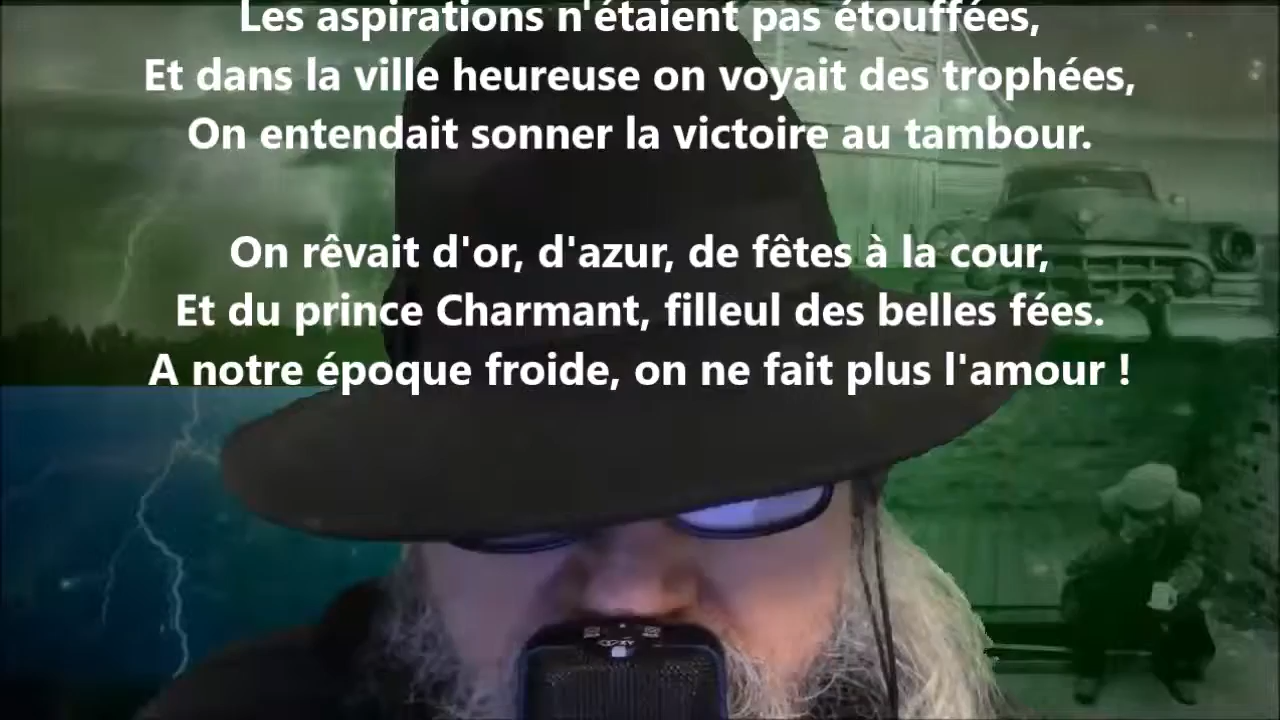 Les aspirations n'étaient pas étouffées,
Et dans la ville heureuse on voyait des trophées,
On entendait sonner la victoire au tambour.
On rêvait d'or, d'azur, de fêtes à la cour,
Et du prince Charmant, filleul des belles fées.
A notre époque froide, on ne fait plus l'amour !